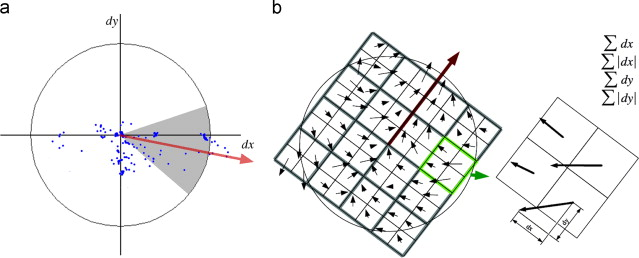 a
dy
dx
b
∑ dx
∑ |dx|
∑ dy
∑ |dy|
dx
dy